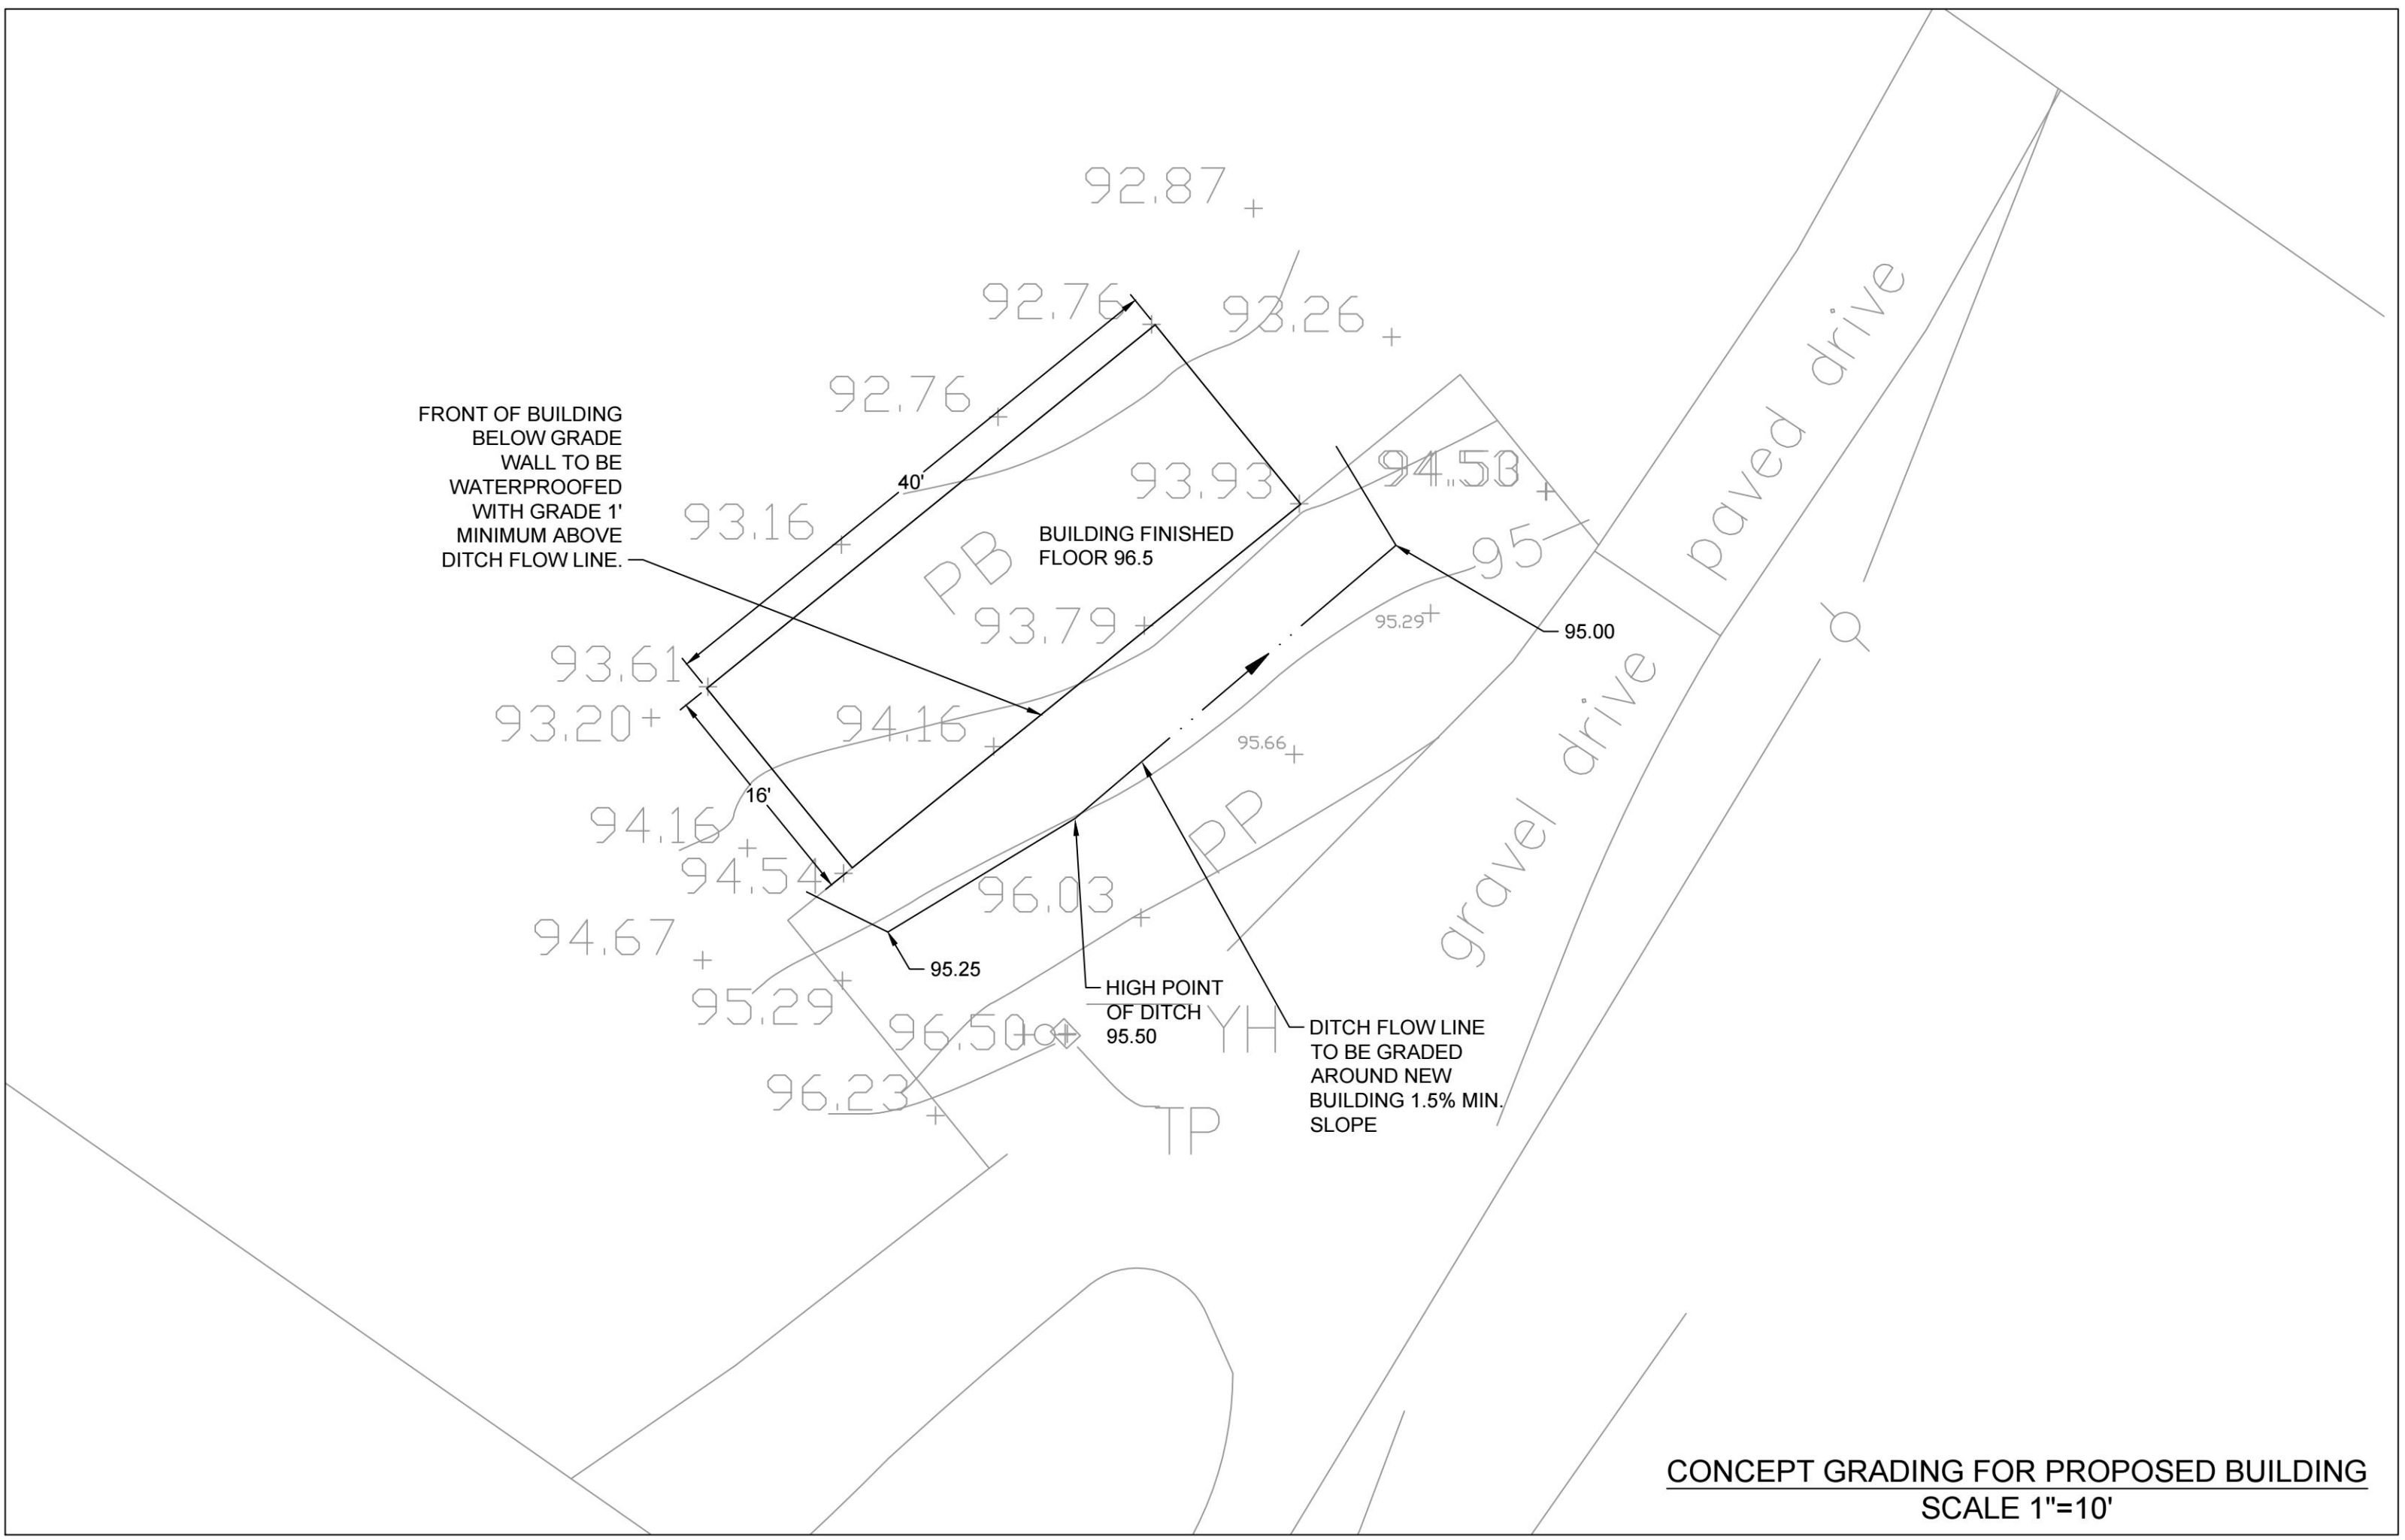 92.87
92.76
93.26
92.76
FRONT OF BUILDING
BELOW GRADE
WALL TO BE
WATERPROOFED
WITH GRADE 1'
MINIMUM ABOVE
DITCH FLOW LINE.
40'
93.16
93.93
BUILDING FINISHED
FLOOR 96.5
PB
95
paved drive
93.79
95.29
95.00
93.61
93.20
94.16
95.66
16'
94.16
94.54
PP
gravel drive
96.03
94.67
95.25
95.29
HIGH POINT
OF DITCH
95.50
96.50
YH
DITCH FLOW LINE
TO BE GRADED
AROUND NEW
BUILDING 1.5% MIN.
SLOPE
96.23
TP
CONCEPT GRADING FOR PROPOSED BUILDING
SCALE 1"=10'